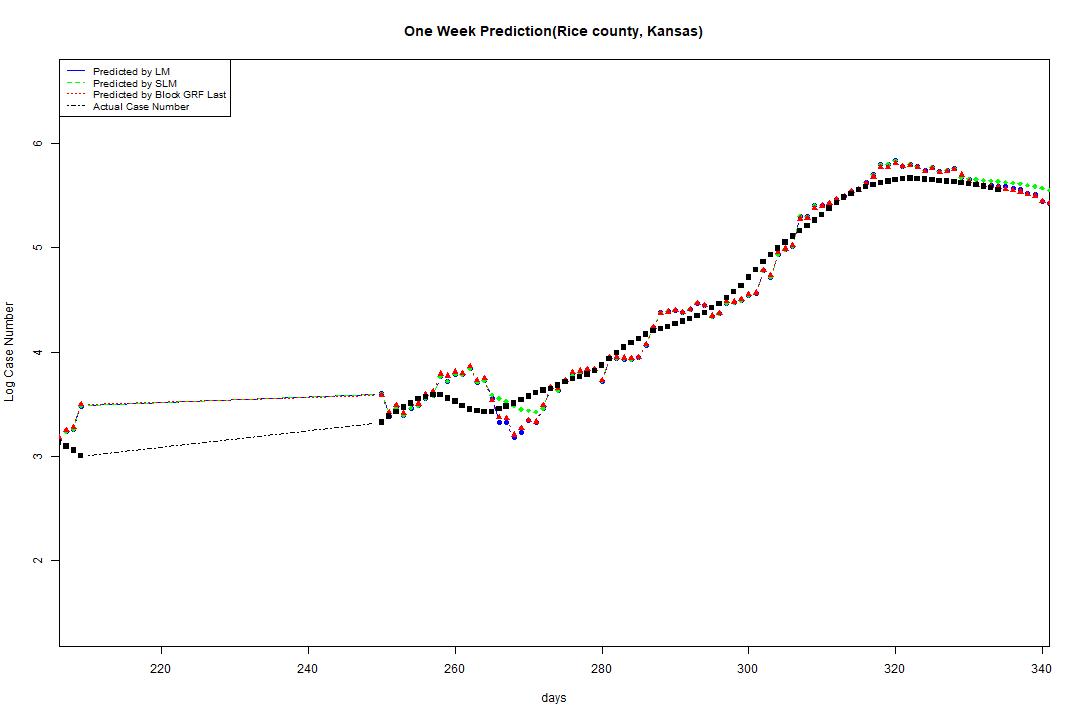 One Week Prediction(Rice county, Kansas)
Predicted by LM
Predicted by SLM
Predicted by Block GRF Last
Actual Case Number
6
5
4
3
2
Log Case Number
220
240
260
280
300
320
340
days